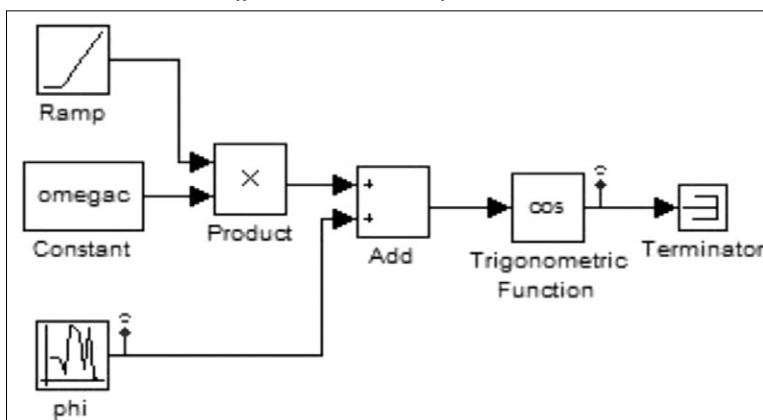 Ramp
omegac
Constant
×
Product
+
+
Add
cos
Trigonometric
Function
Terminator
phi